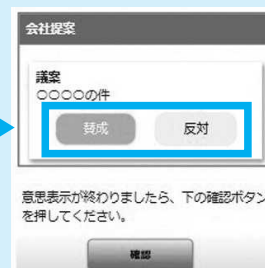 会社提案
議案
○○○○の件
賛成
反対
意思表示が終わりましたら、下の確認ボタン
を押してください。
確認